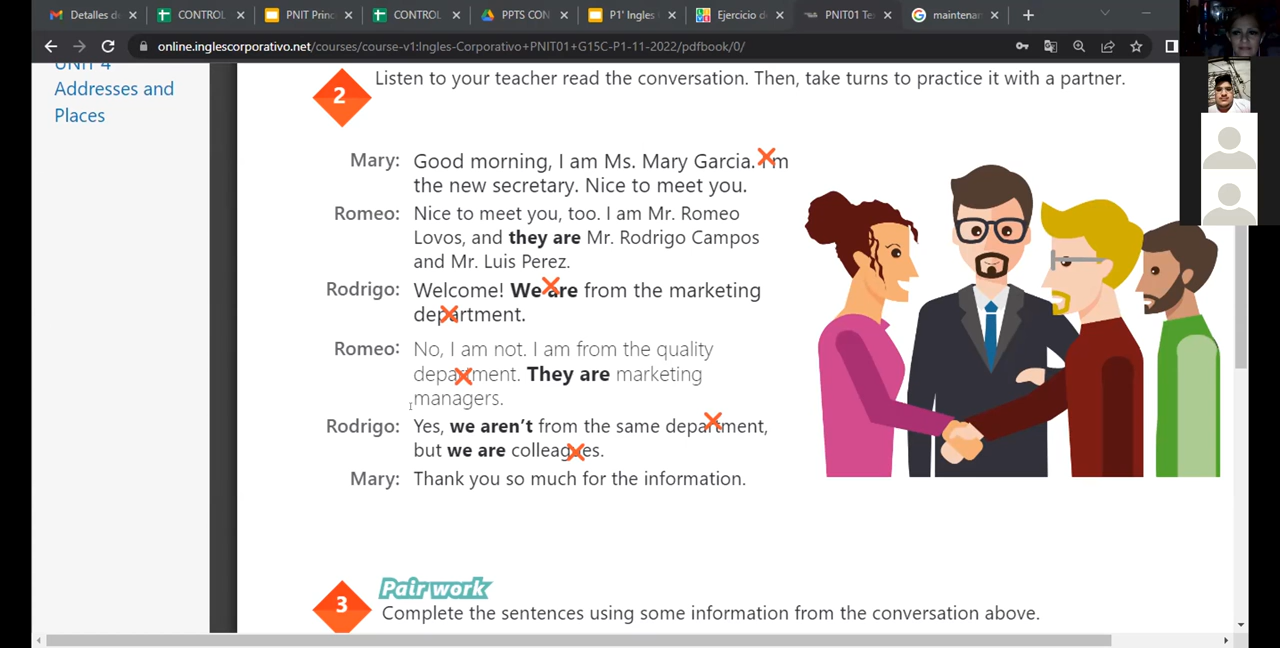 Detalles de
CONTROL
PNIT Princ
CONTROL
PPTS CON
P1' Ingles
Ejercicio d
PNIT01 Te
maintenan
online.inglescorporativo.net/courses/course-v1:Ingles-Corporativo+PNIT01+G15C-P1-11-2022/pdfbook/0/
UNIT 4
Addresses and
Places
2
Listen to your teacher read the conversation. Then, take turns to practice it with a partner.
Mary: Good morning, I am Ms. Mary Garcia. I'm
the new secretary. Nice to meet you.
Romeo: Nice to meet you, too. I am Mr. Romeo
Lovos, and they are Mr. Rodrigo Campos
and Mr. Luis Perez.
Rodrigo: Welcome! We are from the marketing
department.
Romeo: No, I am not. I am from the quality
department. They are marketing
managers.
Rodrigo: Yes, we aren't from the same department,
but we are colleagues.
Mary: Thank you so much for the information.
3
Pair work
Complete the sentences using some information from the conversation above.